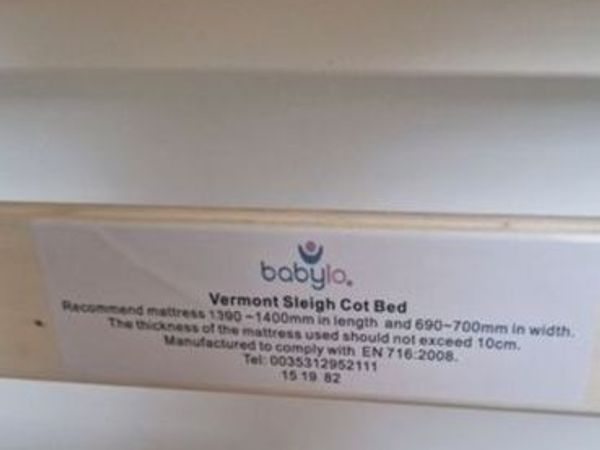 babylo
Vermont Sleigh Cot Bed
Recommend mattress 1390 ~1400mm in length and 690~700mm in width.
The thickness of the mattress used should not exceed 10cm.
Manufactured to comply with EN 716:2008.
Tel: 0035312952111
15 19 82